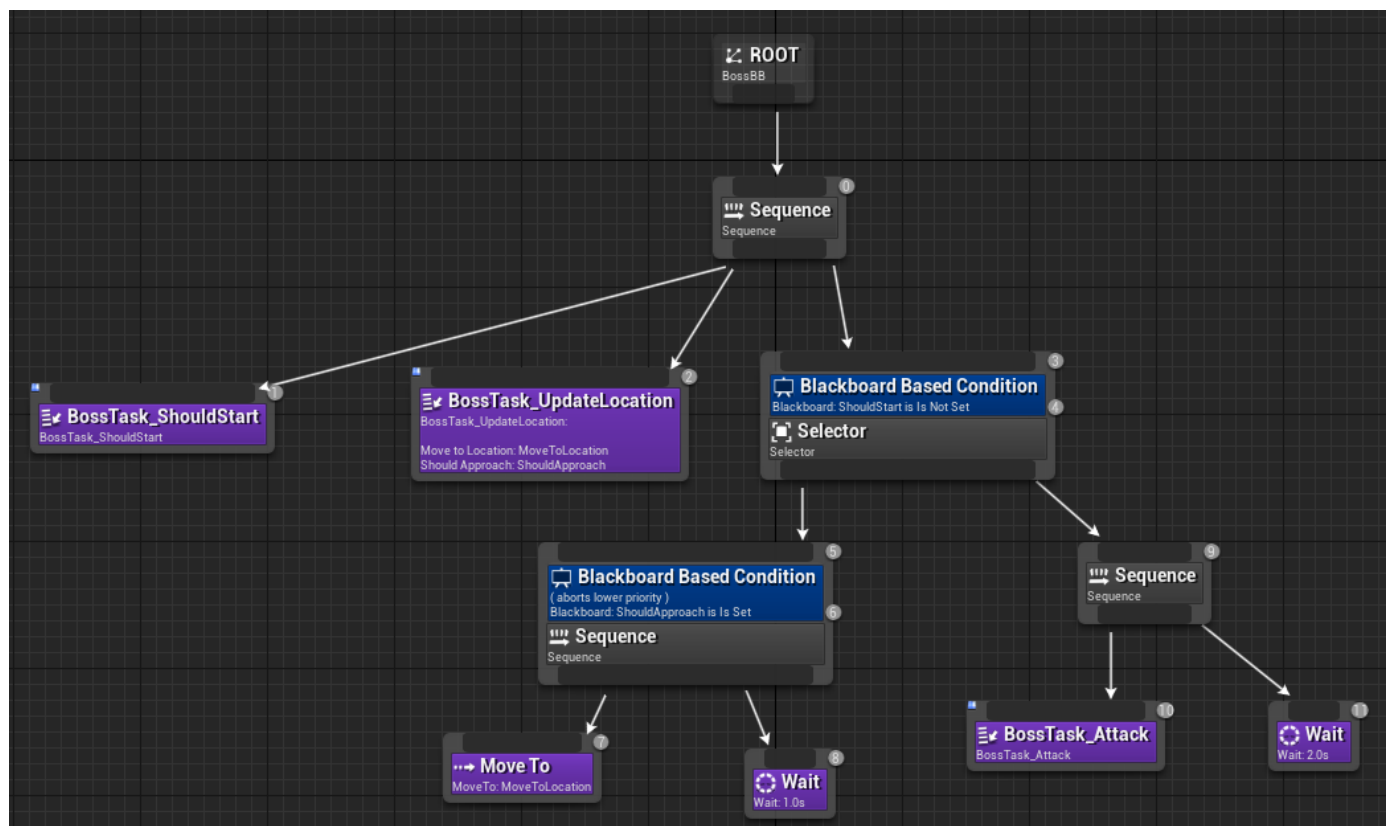 ROOT
BossBB
0
Sequence
Sequence
1
BossTask_ShouldStart
BossTask_ShouldStart
2
BossTask_UpdateLocation
BossTask_UpdateLocation:
Move to Location: MoveToLocation
Should Approach: ShouldApproach
3
Blackboard Based Condition
Blackboard: ShouldStart is Is Not Set
4
Selector
Selector
5
Blackboard Based Condition
( aborts lower priority )
Blackboard: ShouldApproach is Is Set
6
Sequence
Sequence
9
Sequence
Sequence
7
Move To
MoveTo: MoveToLocation
8
Wait
Wait: 1.0s
10
BossTask_Attack
BossTask_Attack
11
Wait
Wait: 2.0s